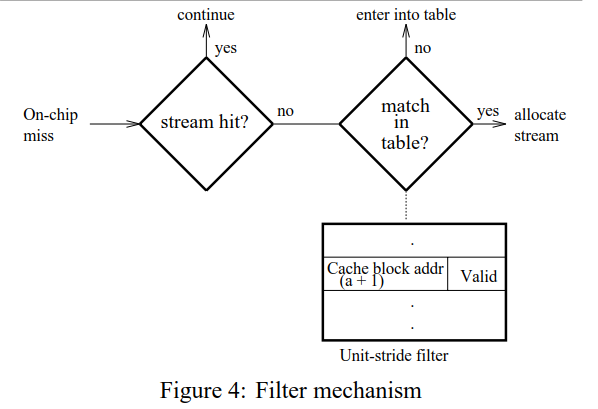 continue
enter into table
yes
no
On-chip
miss
stream hit?
no
match
in
table?
yes
allocate
stream
.
Cache block addr
(a + 1)
Valid
.
.
Unit-stride filter
Figure 4: Filter mechanism